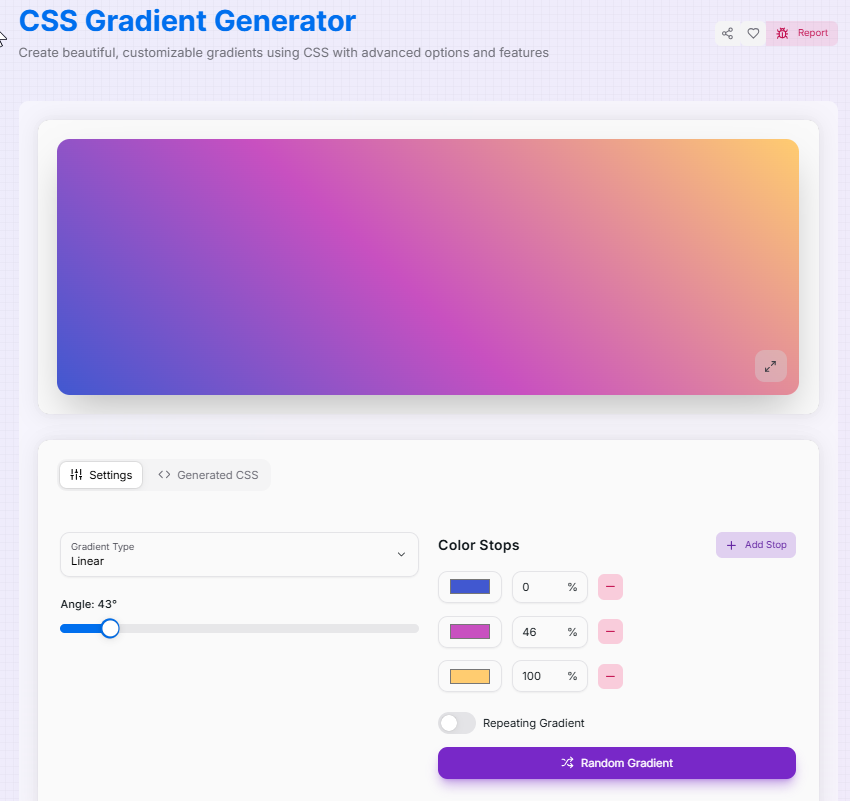 CSS Gradient Generator
Create beautiful, customizable gradients using CSS with advanced options and features
Report
Settings
Generated CSS
Gradient Type
Linear
Angle: 43°
Color Stops
Add Stop
0 %
46 %
100 %
Repeating Gradient
Random Gradient